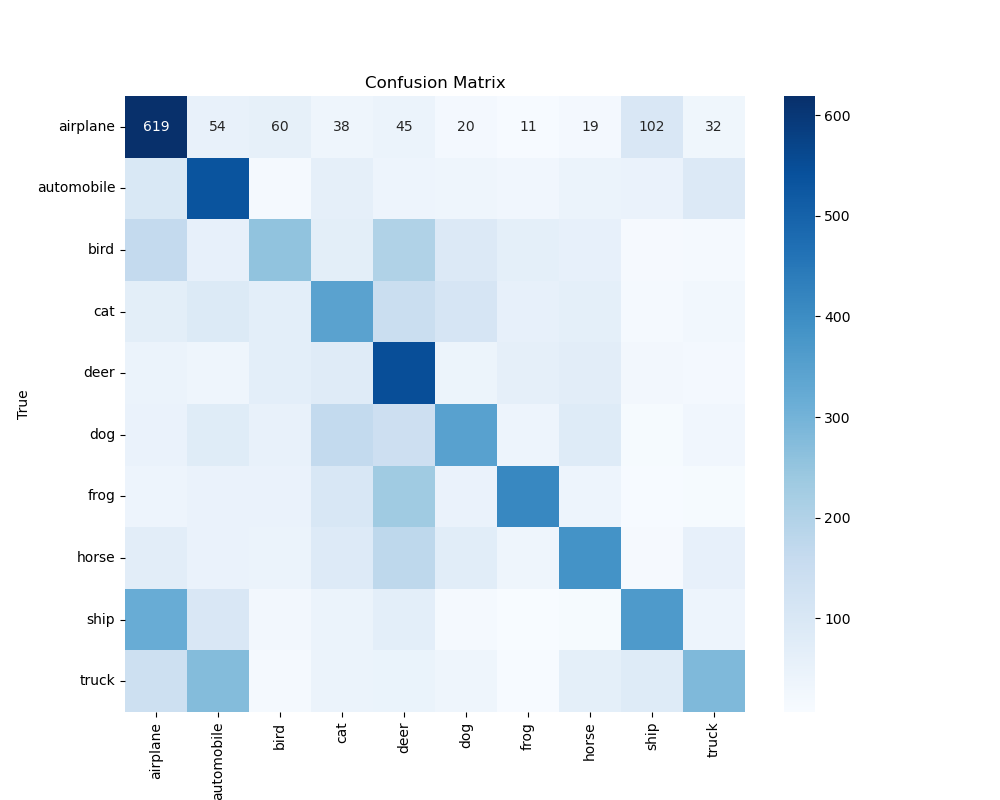 Confusion Matrix
airplane 619 54 60 38 45 20 11 19 102 32
automobile
bird
cat
deer
dog
frog
horse
ship
truck
True
airplane automobile bird cat deer dog frog horse ship truck
600
500
400
300
200
100